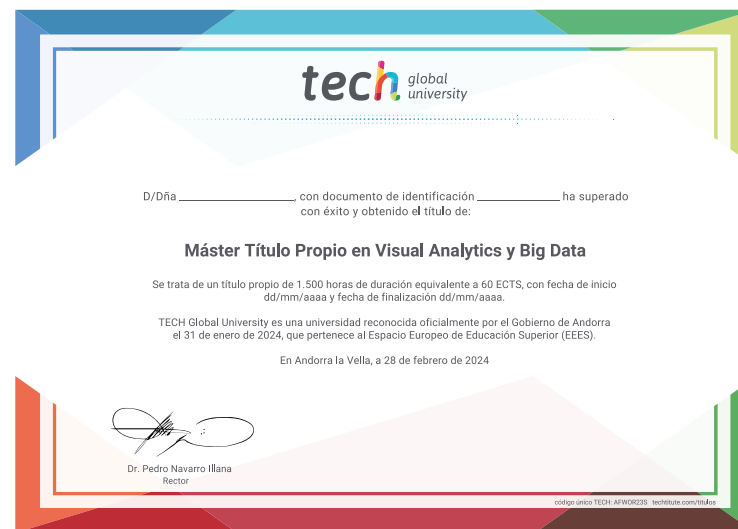 tech global university
D/Dña ______________, con documento de identificación ______________ ha superado
con éxito y obtenido el título de:
Máster Título Propio en Visual Analytics y Big Data
Se trata de un título propio de 1.500 horas de duración equivalente a 60 ECTS, con fecha de inicio
dd/mm/aaaa y fecha de finalización dd/mm/aaaa.
TECH Global University es una universidad reconocida oficialmente por el Gobierno de Andorra
el 31 de enero de 2024, que pertenece al Espacio Europeo de Educación Superior (EEES).
En Andorra la Vella, a 28 de febrero de 2024
Dr. Pedro Navarro Illana
Rector
código único TECH: AFWOR23S techtitute.com/titulos